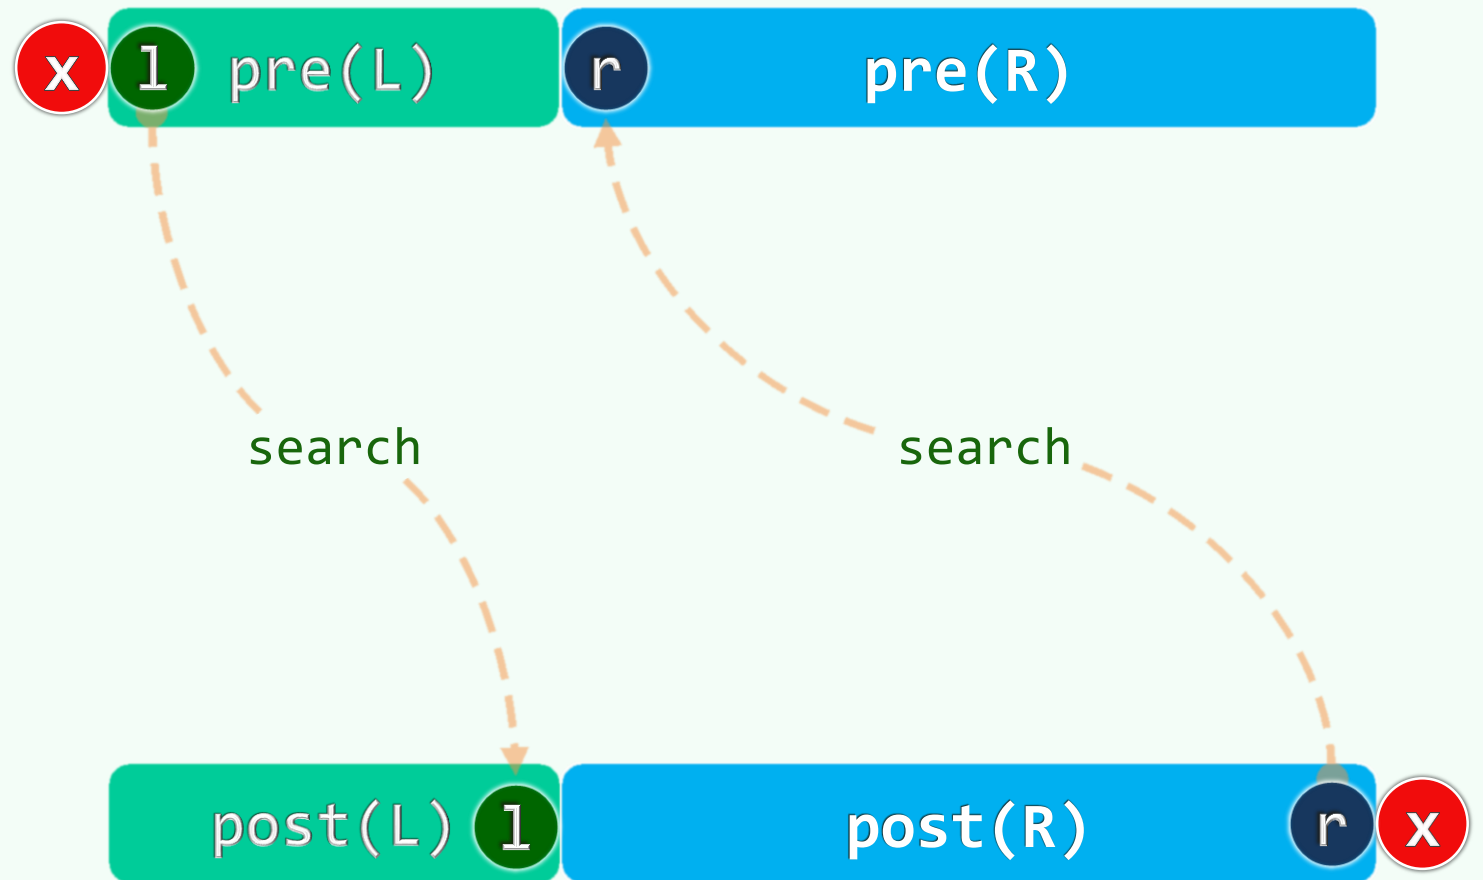 x l pre(L) r pre(R)
search search
post(L) l post(R) r x